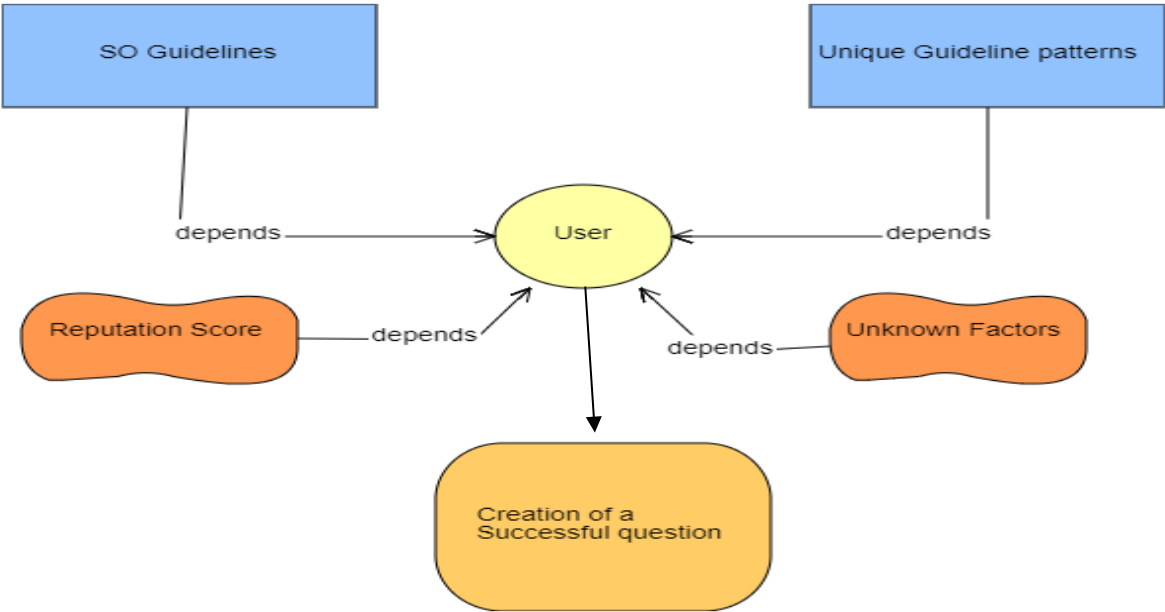 SO Guidelines
Unique Guideline patterns
depends
User
depends
Reputation Score
depends
depends
Unknown Factors
Creation of a
Successful question